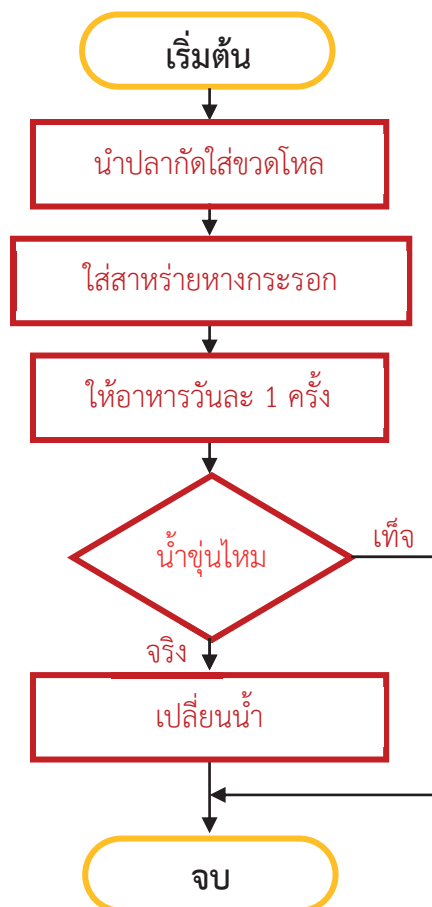 เริ่มต้น
นำปลากัดใส่ขวดโหล
ใส่สาหร่ายหางกระรอก
ให้อาหารวันละ 1 ครั้ง
น้ำขุ่นไหม
เท็จ
จริง
เปลี่ยนน้ำ
จบ